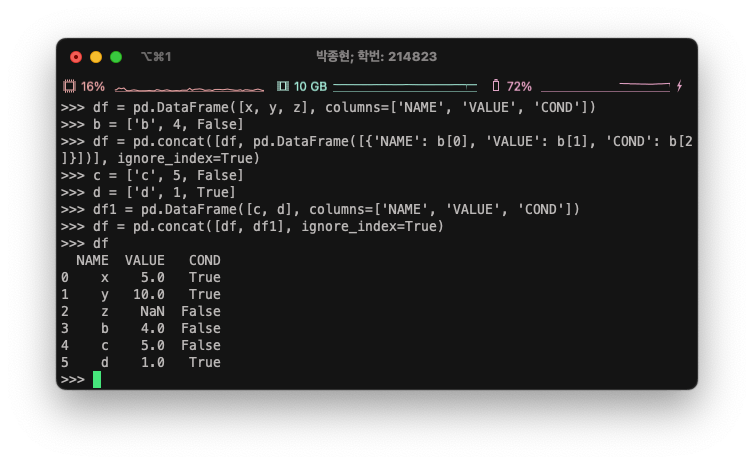 ⌥⌘1 박종현; 학번: 214823
16% 10 GB 72%
>>> df = pd.DataFrame([x, y, z], columns=['NAME', 'VALUE', 'COND'])
>>> b = ['b', 4, False]
>>> df = pd.concat([df, pd.DataFrame([{'NAME': b[0], 'VALUE': b[1], 'COND': b[2
]}])], ignore_index=True)
>>> c = ['c', 5, False]
>>> d = ['d', 1, True]
>>> df1 = pd.DataFrame([c, d], columns=['NAME', 'VALUE', 'COND'])
>>> df = pd.concat([df, df1], ignore_index=True)
>>> df
  NAME  VALUE   COND
0    x    5.0   True
1    y   10.0   True
2    z    NaN  False
3    b    4.0  False
4    c    5.0  False
5    d    1.0   True
>>>